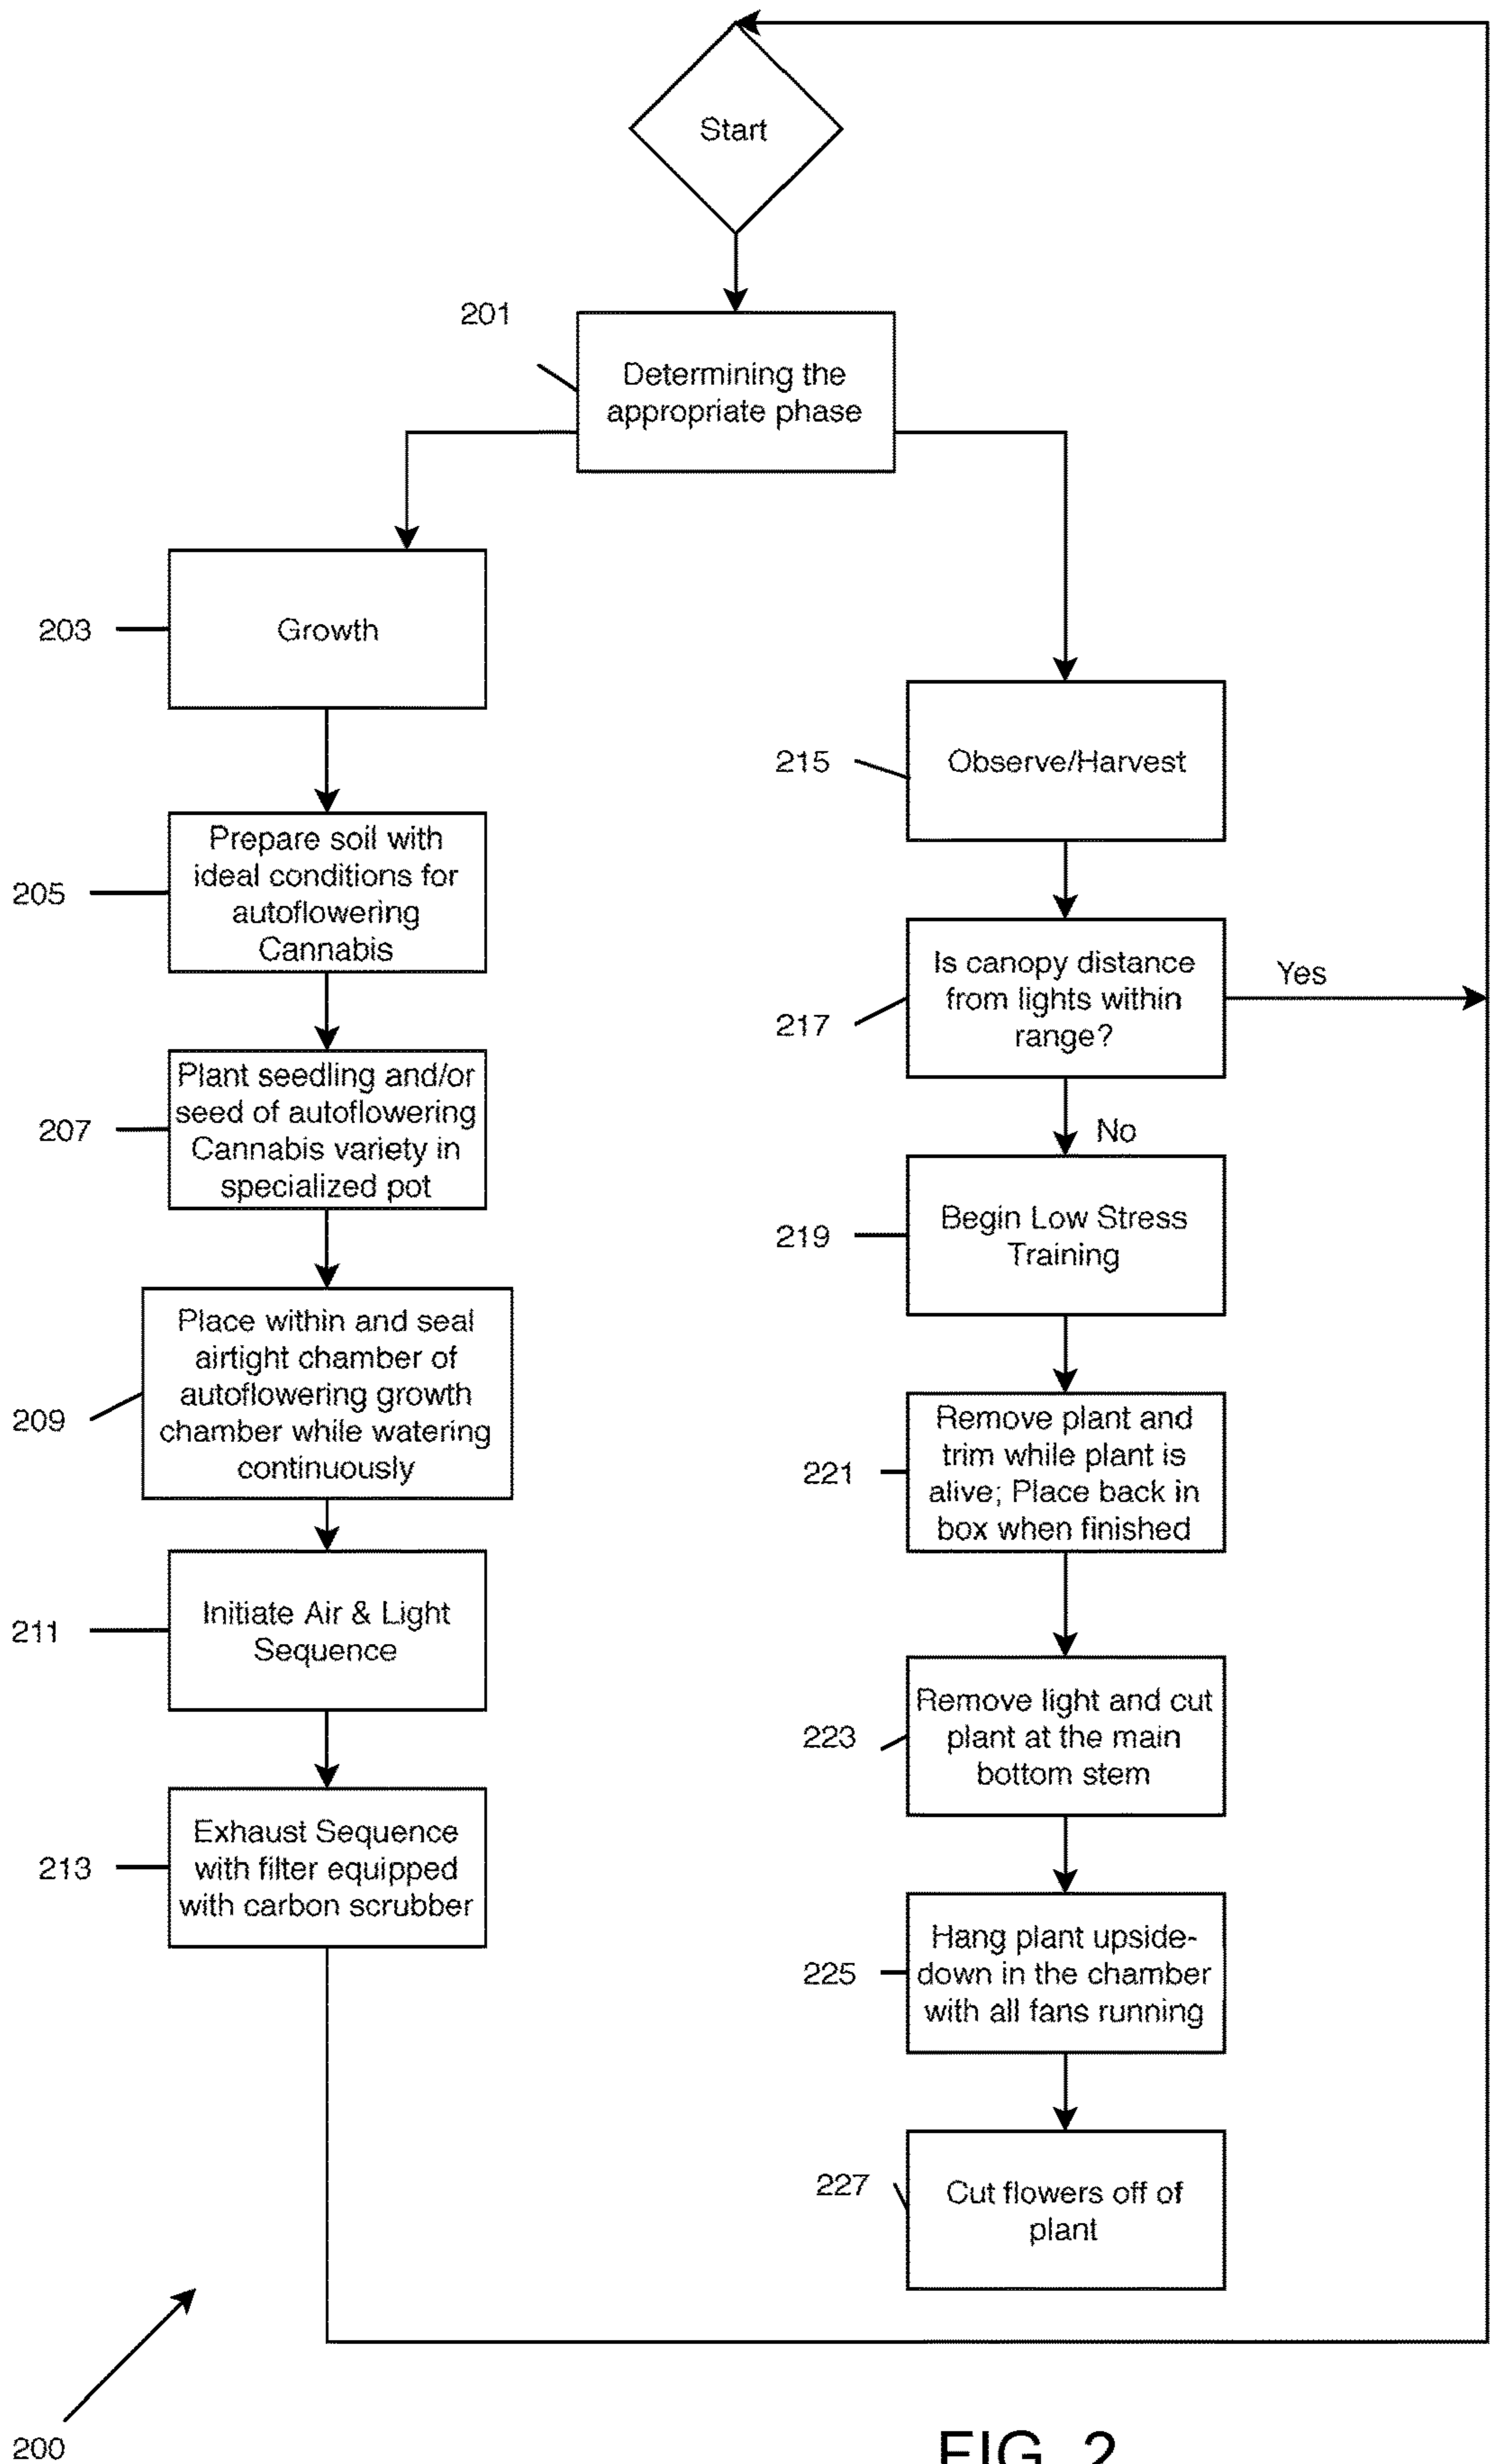 Start
201
Determining the
appropriate phase
203
Growth
205
Prepare soil with
ideal conditions for
autoflowering
Cannabis
207
Plant seedling and/or
seed of autoflowering
Cannabis variety in
specialized pot
209
Place within and seal
airtight chamber of
autoflowering growth
chamber while watering
continuously
211
Initiate Air & Light
Sequence
213
Exhaust Sequence
with filter equipped
with carbon scrubber
215
Observe/Harvest
217
Is canopy distance
from lights within
range?
Yes
No
219
Begin Low Stress
Training
221
Remove plant and
trim while plant is
alive; Place back in
box when finished
223
Remove light and cut
plant at the main
bottom stem
225
Hang plant upside-
down in the chamber
with all fans running
227
Cut flowers off of
plant
200
FIG. 2